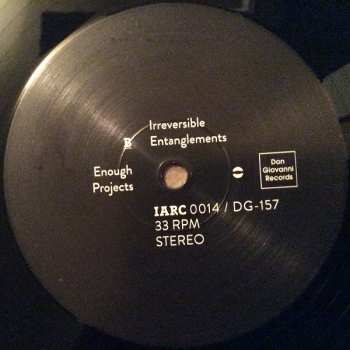 Irreversible
Entanglements
B
Enough
Projects
Don
Giovanni
Records
IARC 0014 / DG-157
33 RPM
STEREO